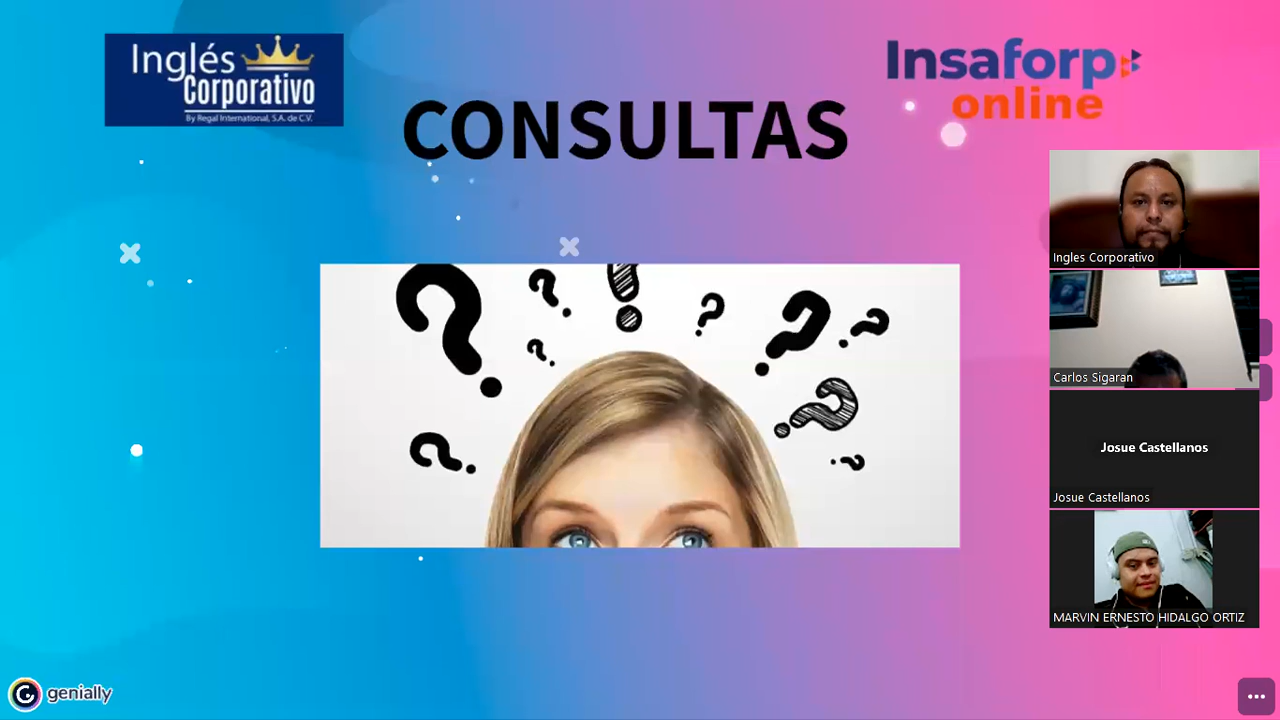 Inglés
Corporativo
By Regal International, S.A. de C.V.
Insaforp
online
CONSULTAS
Ingles Corporativo
Carlos Sigaran
Josue Castellanos
Josue Castellanos
MARVIN ERNESTO HIDALGO ORTIZ
genially